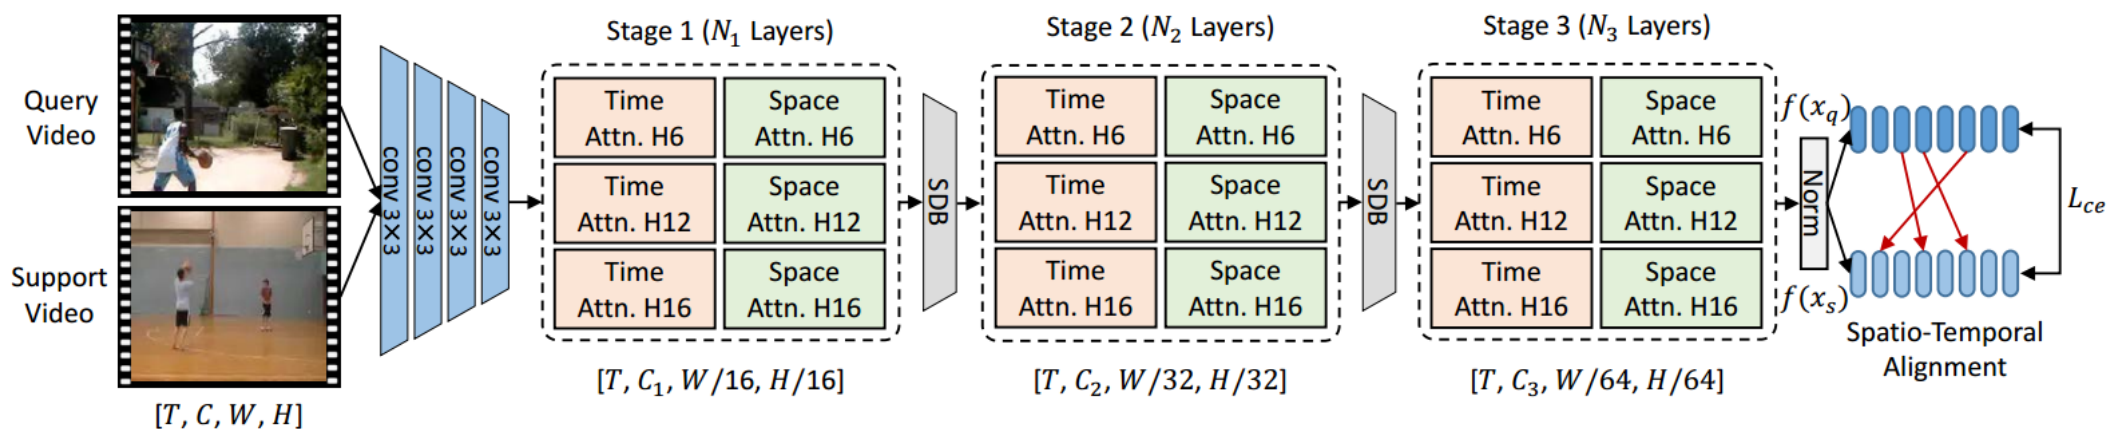 Query
Video
Support
Video
[T, C, W, H]
conv 3×3
conv 3×3
conv 3×3
conv 3×3
Stage 1 (N₁ Layers)
Time
Attn. H6
Space
Attn. H6
Time
Attn. H12
Space
Attn. H12
Time
Attn. H16
Space
Attn. H16
[T, C₁, W/16, H/16]
SDB
Stage 2 (N₂ Layers)
Time
Attn. H6
Space
Attn. H6
Time
Attn. H12
Space
Attn. H12
Time
Attn. H16
Space
Attn. H16
[T, C₂, W/32, H/32]
SDB
Stage 3 (N₃ Layers)
Time
Attn. H6
Space
Attn. H6
Time
Attn. H12
Space
Attn. H12
Time
Attn. H16
Space
Attn. H16
[T, C₃, W/64, H/64]
Norm
f(x_q)
f(x_s)
L_ce
Spatio-Temporal
Alignment